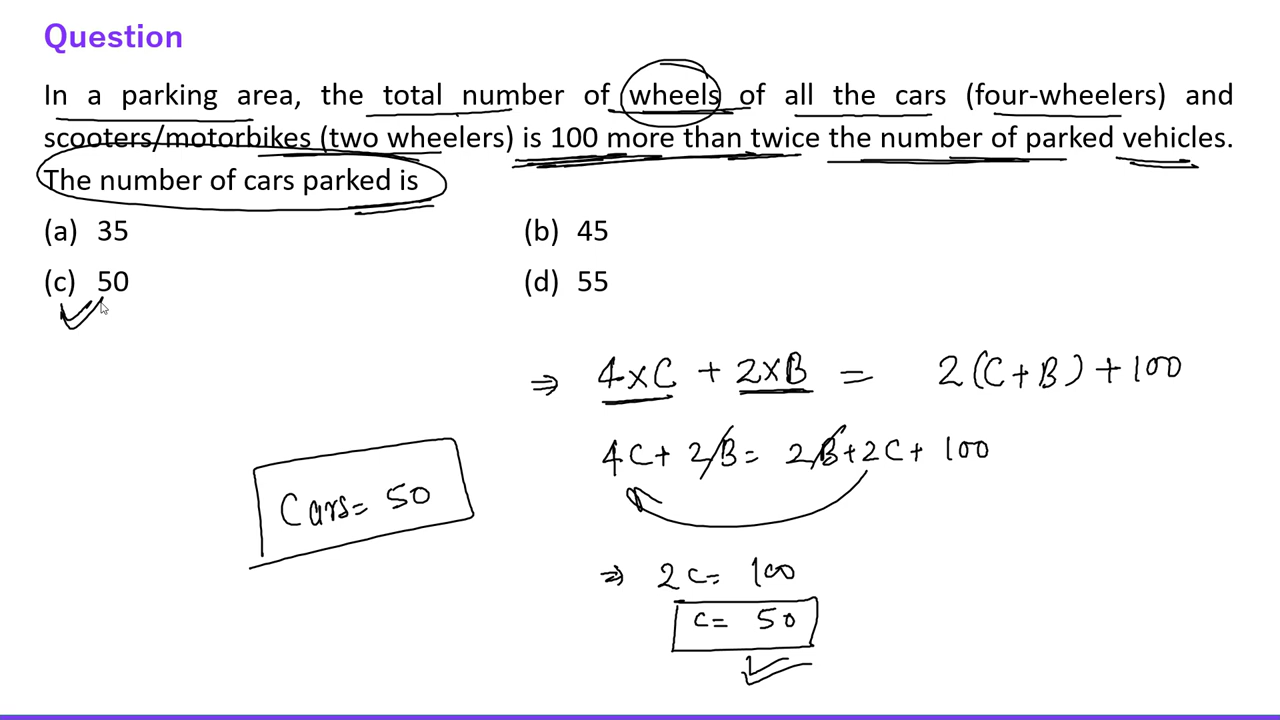 Question
In a parking area, the total number of wheels of all the cars (four-wheelers) and
scooters/motorbikes (two wheelers) is 100 more than twice the number of parked vehicles.
The number of cars parked is
(a) 35 (b) 45
(c) 50 (d) 55
⇒ 4×C + 2×B = 2(C+B)+100
4C+ 2B= 2B+2C+ 100
Cars= 50
⇒ 2C= 100
C= 50